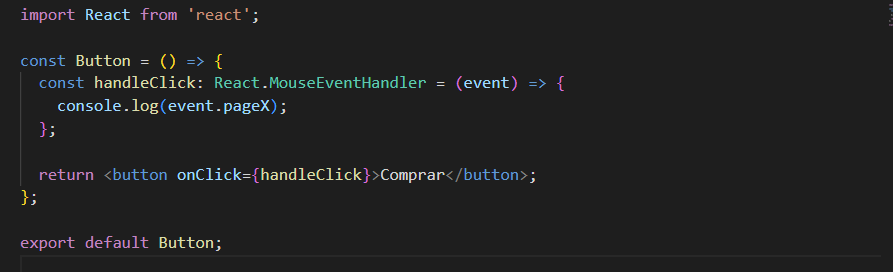 import React from 'react';
const Button = () => {
const handleClick: React.MouseEventHandler = (event) => {
console.log(event.pageX);
};
return <button onClick={handleClick}>Comprar</button>;
};
export default Button;